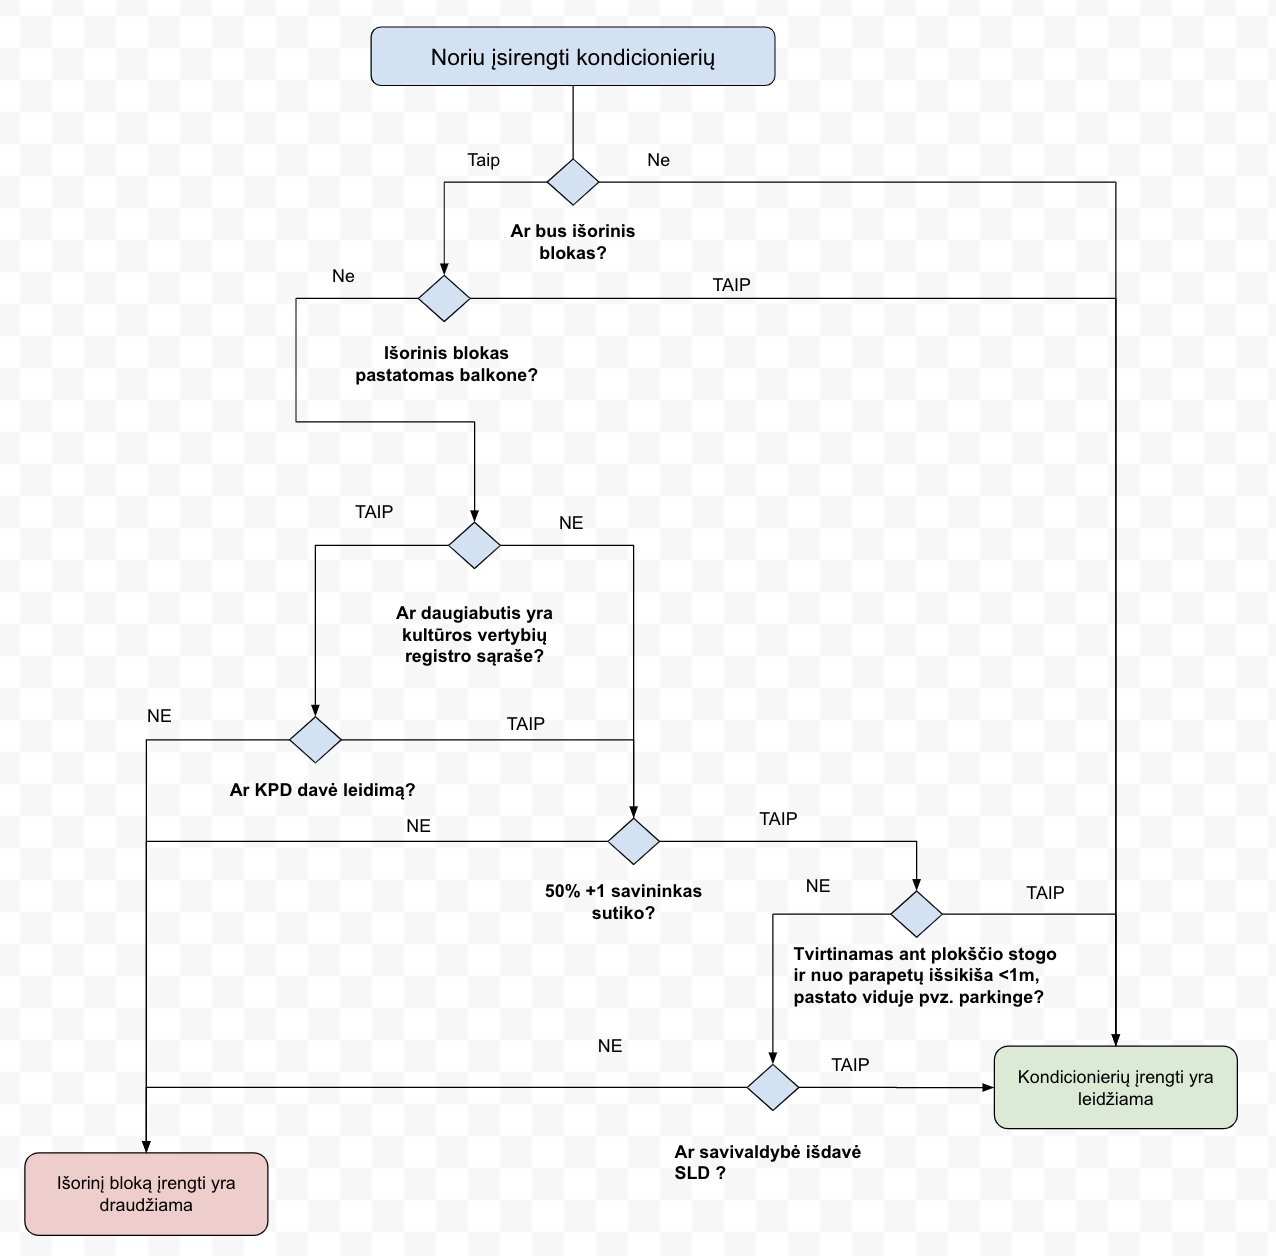 Noriu įsirengti kondicionierių
Taip
Ne
Ar bus išorinis
blokas?
Ne
TAIP
Išorinis blokas
pastatomas balkone?
TAIP
NE
Ar daugiabutis yra
kultūros vertybių
registro sąraše?
NE
TAIP
Ar KPD davė leidimą?
NE
TAIP
50% +1 savininkas
sutiko?
NE
TAIP
Tvirtinamas ant plokščio stogo
ir nuo parapetų išsikiša <1m,
pastato viduje pvz. parkinge?
NE
TAIP
Kondicionierių įrengti yra
leidžiama
Ar savivaldybė išdavė
SLD ?
Išorinį bloką įrengti yra
draudžiama